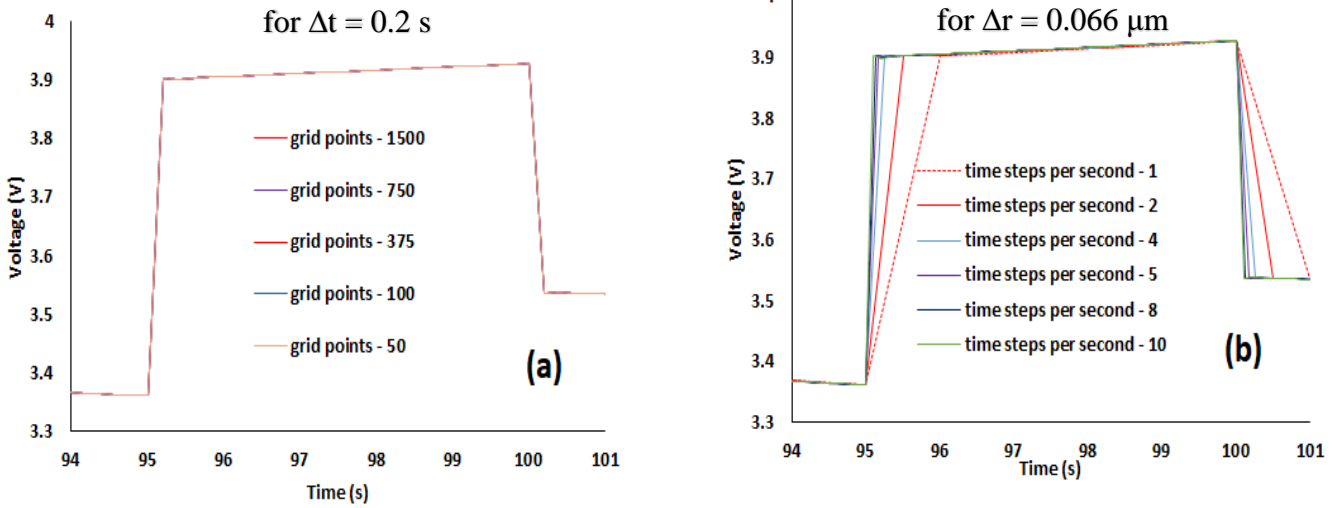 for Δt = 0.2 s
4
3.9
3.8
3.7
3.6
3.5
3.4
3.3
Voltage (V)
grid points - 1500
grid points - 750
grid points - 375
grid points - 100
grid points - 50
(a)
94 95 96 97 98 99 100 101
Time (s)
for Δr = 0.066 μm
3.9
3.8
3.7
3.6
3.5
3.4
3.3
Voltage (V)
time steps per second - 1
time steps per second - 2
time steps per second - 4
time steps per second - 5
time steps per second - 8
time steps per second - 10
(b)
94 95 96 97 98 99 100 101
Time (s)